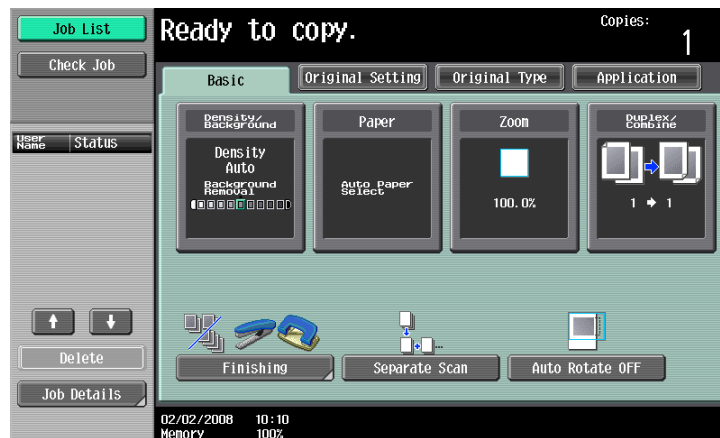 Job List
Check Job
User
Name
Status
Delete
Job Details
Ready to copy.
Copies:
1
Basic
Original Setting
Original Type
Application
Density/
Background
Density
Auto
Background
Removal
Paper
Auto Paper
Select
Zoom
100.0%
Duplex/
Combine
1 ➔ 1
Finishing
Separate Scan
Auto Rotate OFF
02/02/2008 10:10
Memory 100%